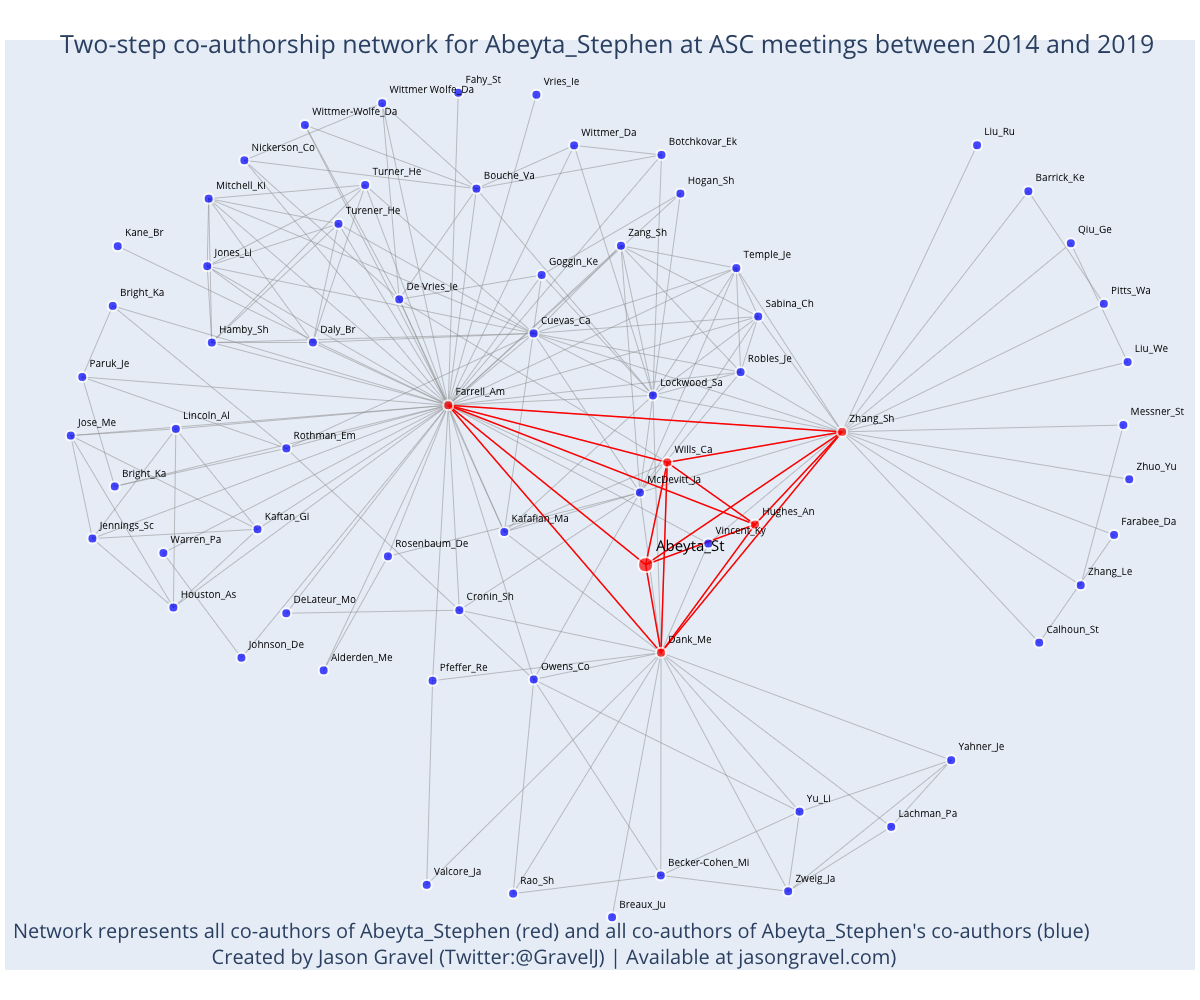 Two-step co-authorship network for Abeyta_Stephen at ASC meetings between 2014 and 2019
Fahy_St
Vries_Ie
Wittmer Wolfe_Da
Wittmer-Wolfe_Da
Liu_Ru
Wittmer_Da
Botchkovar_Ek
Nickerson_Co
Turner_He
Bouche_Va
Barrick_Ke
Mitchell_Ki
Hogan_Sh
Turener_He
Kane_Br
Zang_Sh
Qiu_Ge
Jones_Li
Goggin_Ke
Temple_Je
De Vries_Ie
Bright_Ka
Pitts_Wa
Sabina_Ch
Cuevas_Ca
Hamby_Sh
Daly_Br
Liu_We
Robles_Je
Paruk_Je
Lockwood_Sa
Farrell_Am
Messner_St
Lincoln_Al
Zhang_Sh
Jose_Me
Rothman_Em
Wills_Ca
Bright_Ka
McDevitt_Ja
Zhuo_Yu
Kaftan_Gi
Hughes_An
Kafafian_Ma
Jennings_Sc
Farabee_Da
Vincent_Ky
Warren_Pa
Rosenbaum_De
Abeyta_St
Zhang_Le
Houston_As
Cronin_Sh
DeLateur_Mo
Calhoun_St
Johnson_De
Dank_Me
Alderden_Me
Pfeffer_Re
Owens_Co
Yahner_Je
Yu_Li
Lachman_Pa
Becker-Cohen_Mi
Valcore_Ja
Rao_Sh
Zweig_Ja
Breaux_Ju
Network represents all co-authors of Abeyta_Stephen (red) and all co-authors of Abeyta_Stephen's co-authors (blue)
Created by Jason Gravel (Twitter:@GravelJ) | Available at jasongravel.com)